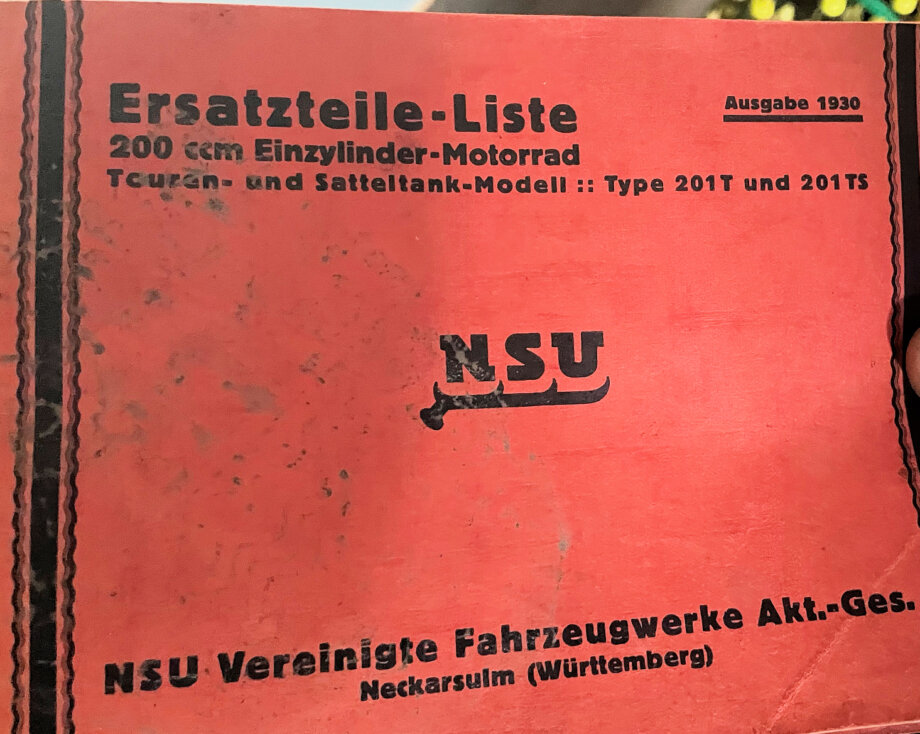 Ersatzteile-Liste
Ausgabe 1930
200 ccm Einzylinder-Motorrad
Touren- und Satteltank-Modell :: Type 201T und 201TS
NSU
NSU Vereinigte Fahrzeugwerke Akt.-Ges.
Neckarsulm (Württemberg)